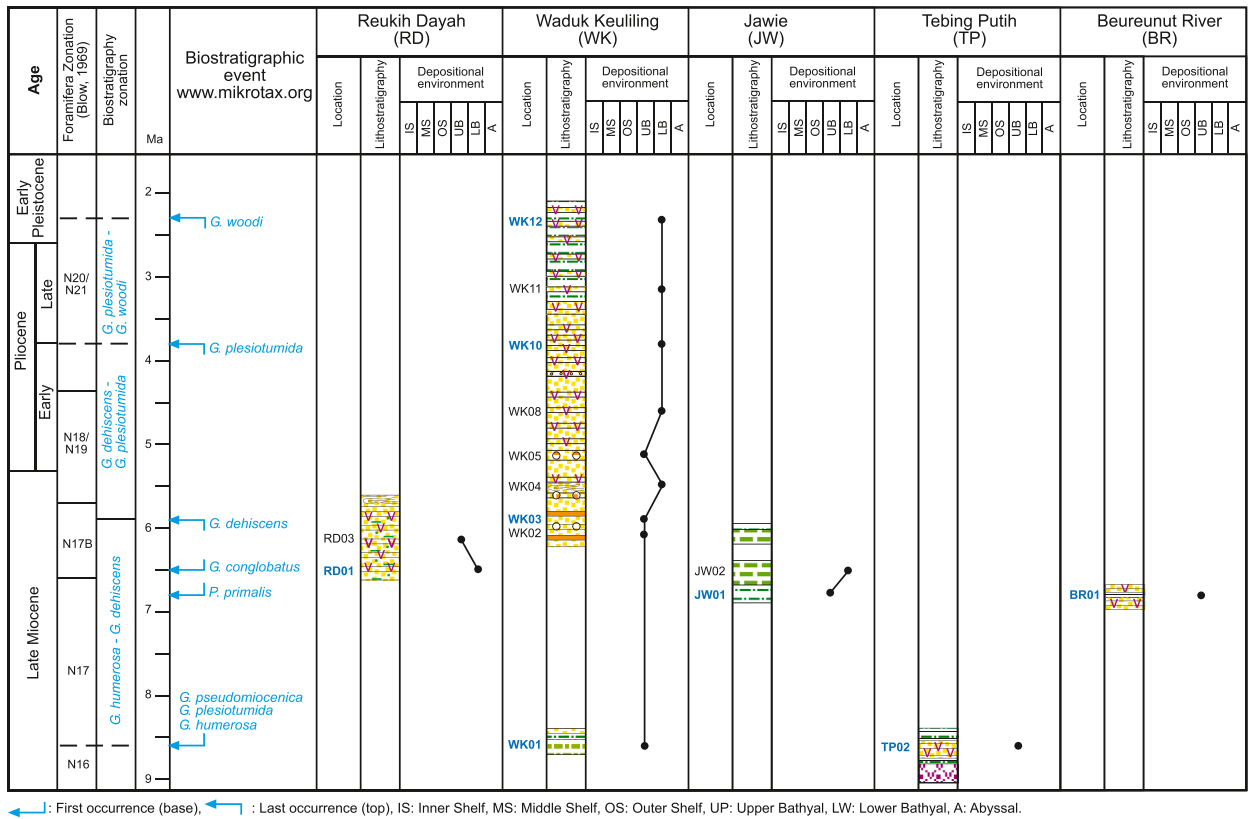 Age
Foraminifera Zonation
(Blow, 1969)
Biostratigraphy
zonation
Biostratigraphic
event
www.mikrotax.org
Ma
Reukih Dayah
(RD)
Location
Lithostratigraphy
Depositional
environment
IS
MS
OS
UB
LB
A
Waduk Keuliling
(WK)
Location
Lithostratigraphy
Depositional
environment
IS
MS
OS
UB
LB
A
Jawie
(JW)
Location
Lithostratigraphy
Depositional
environment
IS
MS
OS
UB
LB
A
Tebing Putih
(TP)
Location
Lithostratigraphy
Depositional
environment
IS
MS
OS
UB
LB
A
Beureunut River
(BR)
Location
Lithostratigraphy
Depositional
environment
IS
MS
OS
UB
LB
A
Early
Pleistocene
Pliocene
Late
Early
Late Miocene
N20/
N21
N18/
N19
N17B
N17
N16
G. plesiotumida -
G. woodi
G. dehiscens -
G. plesiotumida
G. humerosa - G. dehiscens
2
3
4
5
6
7
8
9
G. woodi
G. plesiotumida
G. dehiscens
G. conglobatus
P. primalis
G. pseudomiocenica
G. plesiotumida
G. humerosa
RD03
RD01
WK12
WK11
WK10
WK08
WK05
WK04
WK03
WK02
WK01
JW02
JW01
TP02
BR01
: First occurrence (base), : Last occurrence (top), IS: Inner Shelf, MS: Middle Shelf, OS: Outer Shelf, UP: Upper Bathyal, LW: Lower Bathyal, A: Abyssal.